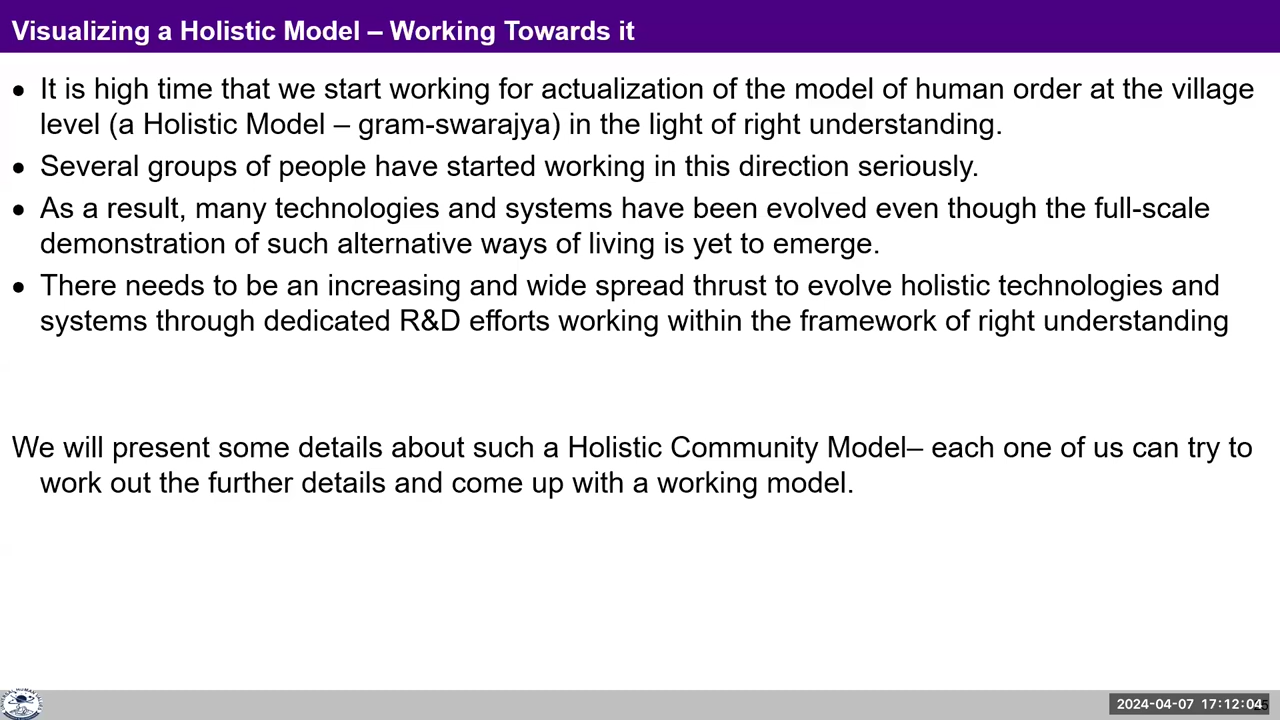 Visualizing a Holistic Model – Working Towards it
• It is high time that we start working for actualization of the model of human order at the village
level (a Holistic Model – gram-swarajya) in the light of right understanding.
• Several groups of people have started working in this direction seriously.
• As a result, many technologies and systems have been evolved even though the full-scale
demonstration of such alternative ways of living is yet to emerge.
• There needs to be an increasing and wide spread thrust to evolve holistic technologies and
systems through dedicated R&D efforts working within the framework of right understanding
We will present some details about such a Holistic Community Model– each one of us can try to
work out the further details and come up with a working model.
2024-04-07 17:12:04